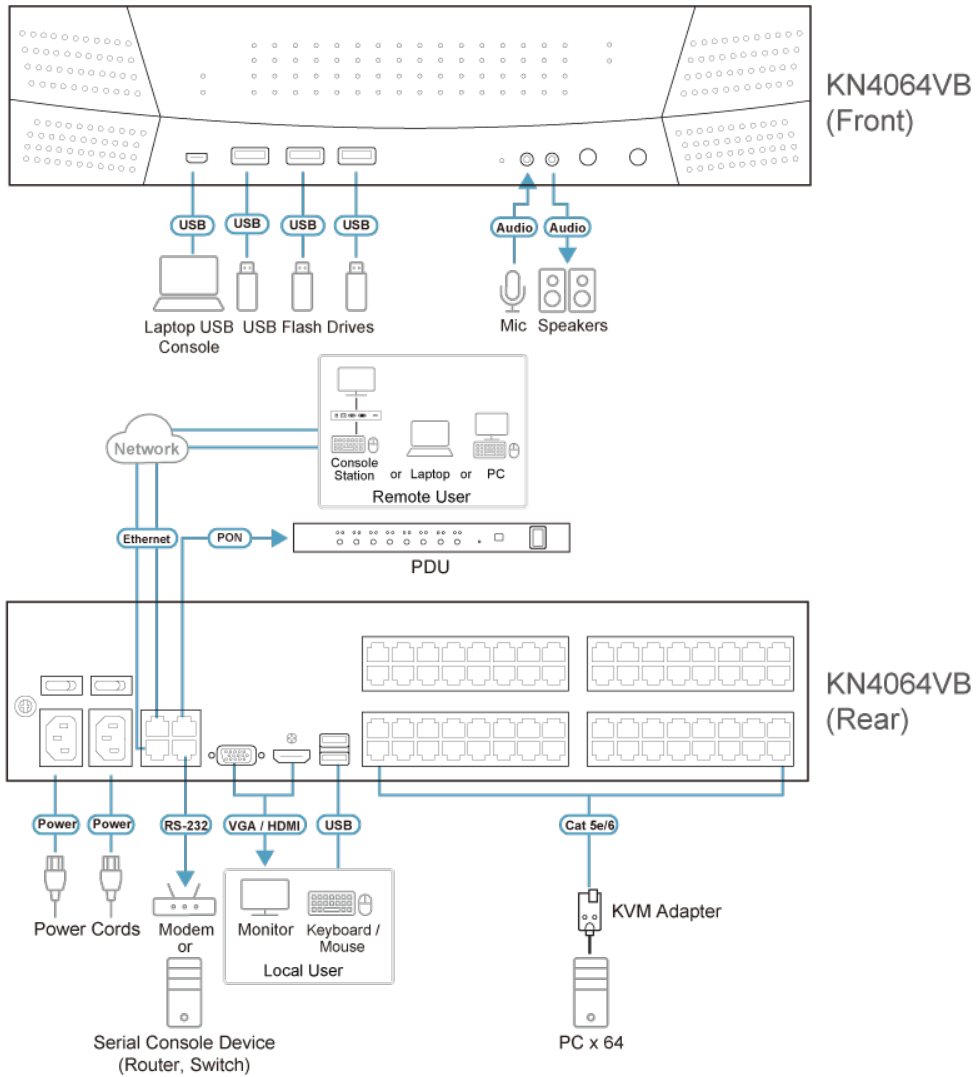 KN4064VB
(Front)
USB
USB
USB
USB
Audio
Audio
Laptop USB
Console
USB Flash Drives
Mic
Speakers
Network
Console
Station
or
Laptop
or
PC
Remote User
Ethernet
PON
PDU
KN4064VB
(Rear)
Power
Power
RS-232
VGA / HDMI
USB
Cat 5e/6
Power Cords
Modem
or
Monitor
Keyboard /
Mouse
Local User
KVM Adapter
Serial Console Device
(Router, Switch)
PC x 64